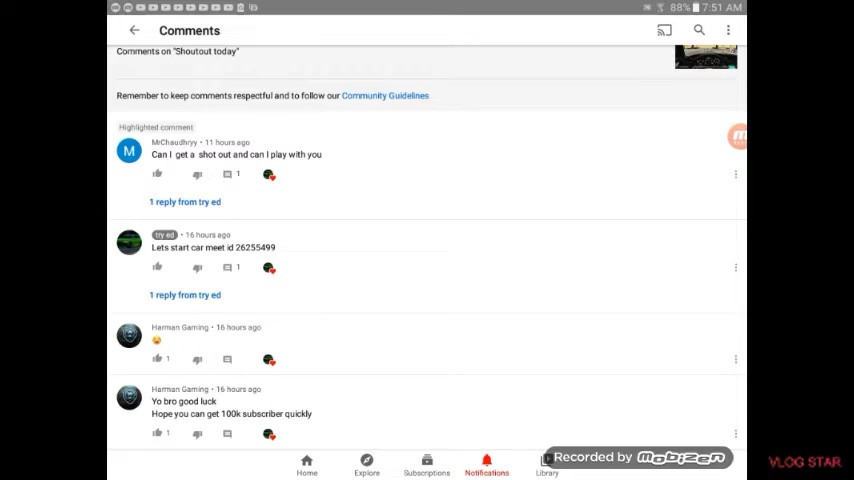 88% 7:51 AM
Comments
Comments on "Shoutout today"
Remember to keep comments respectful and to follow our Community Guidelines
Highlighted comment
M
MrChaudhryy • 11 hours ago
Can I get a shot out and can I play with you
1
1 reply from try ed
try ed • 16 hours ago
Lets start car meet id 26255499
1
1 reply from try ed
Harman Gaming • 16 hours ago
1
Harman Gaming • 16 hours ago
Yo bro good luck
Hope you can get 100k subscriber quickly
1
Recorded by mobizen
Home Explore Subscriptions Notifications Library
VLOG STAR